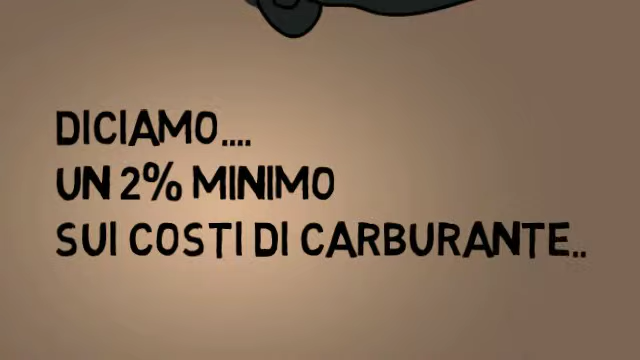 DICIAMO....
UN 2% MINIMO
SUI COSTI DI CARBURANTE..